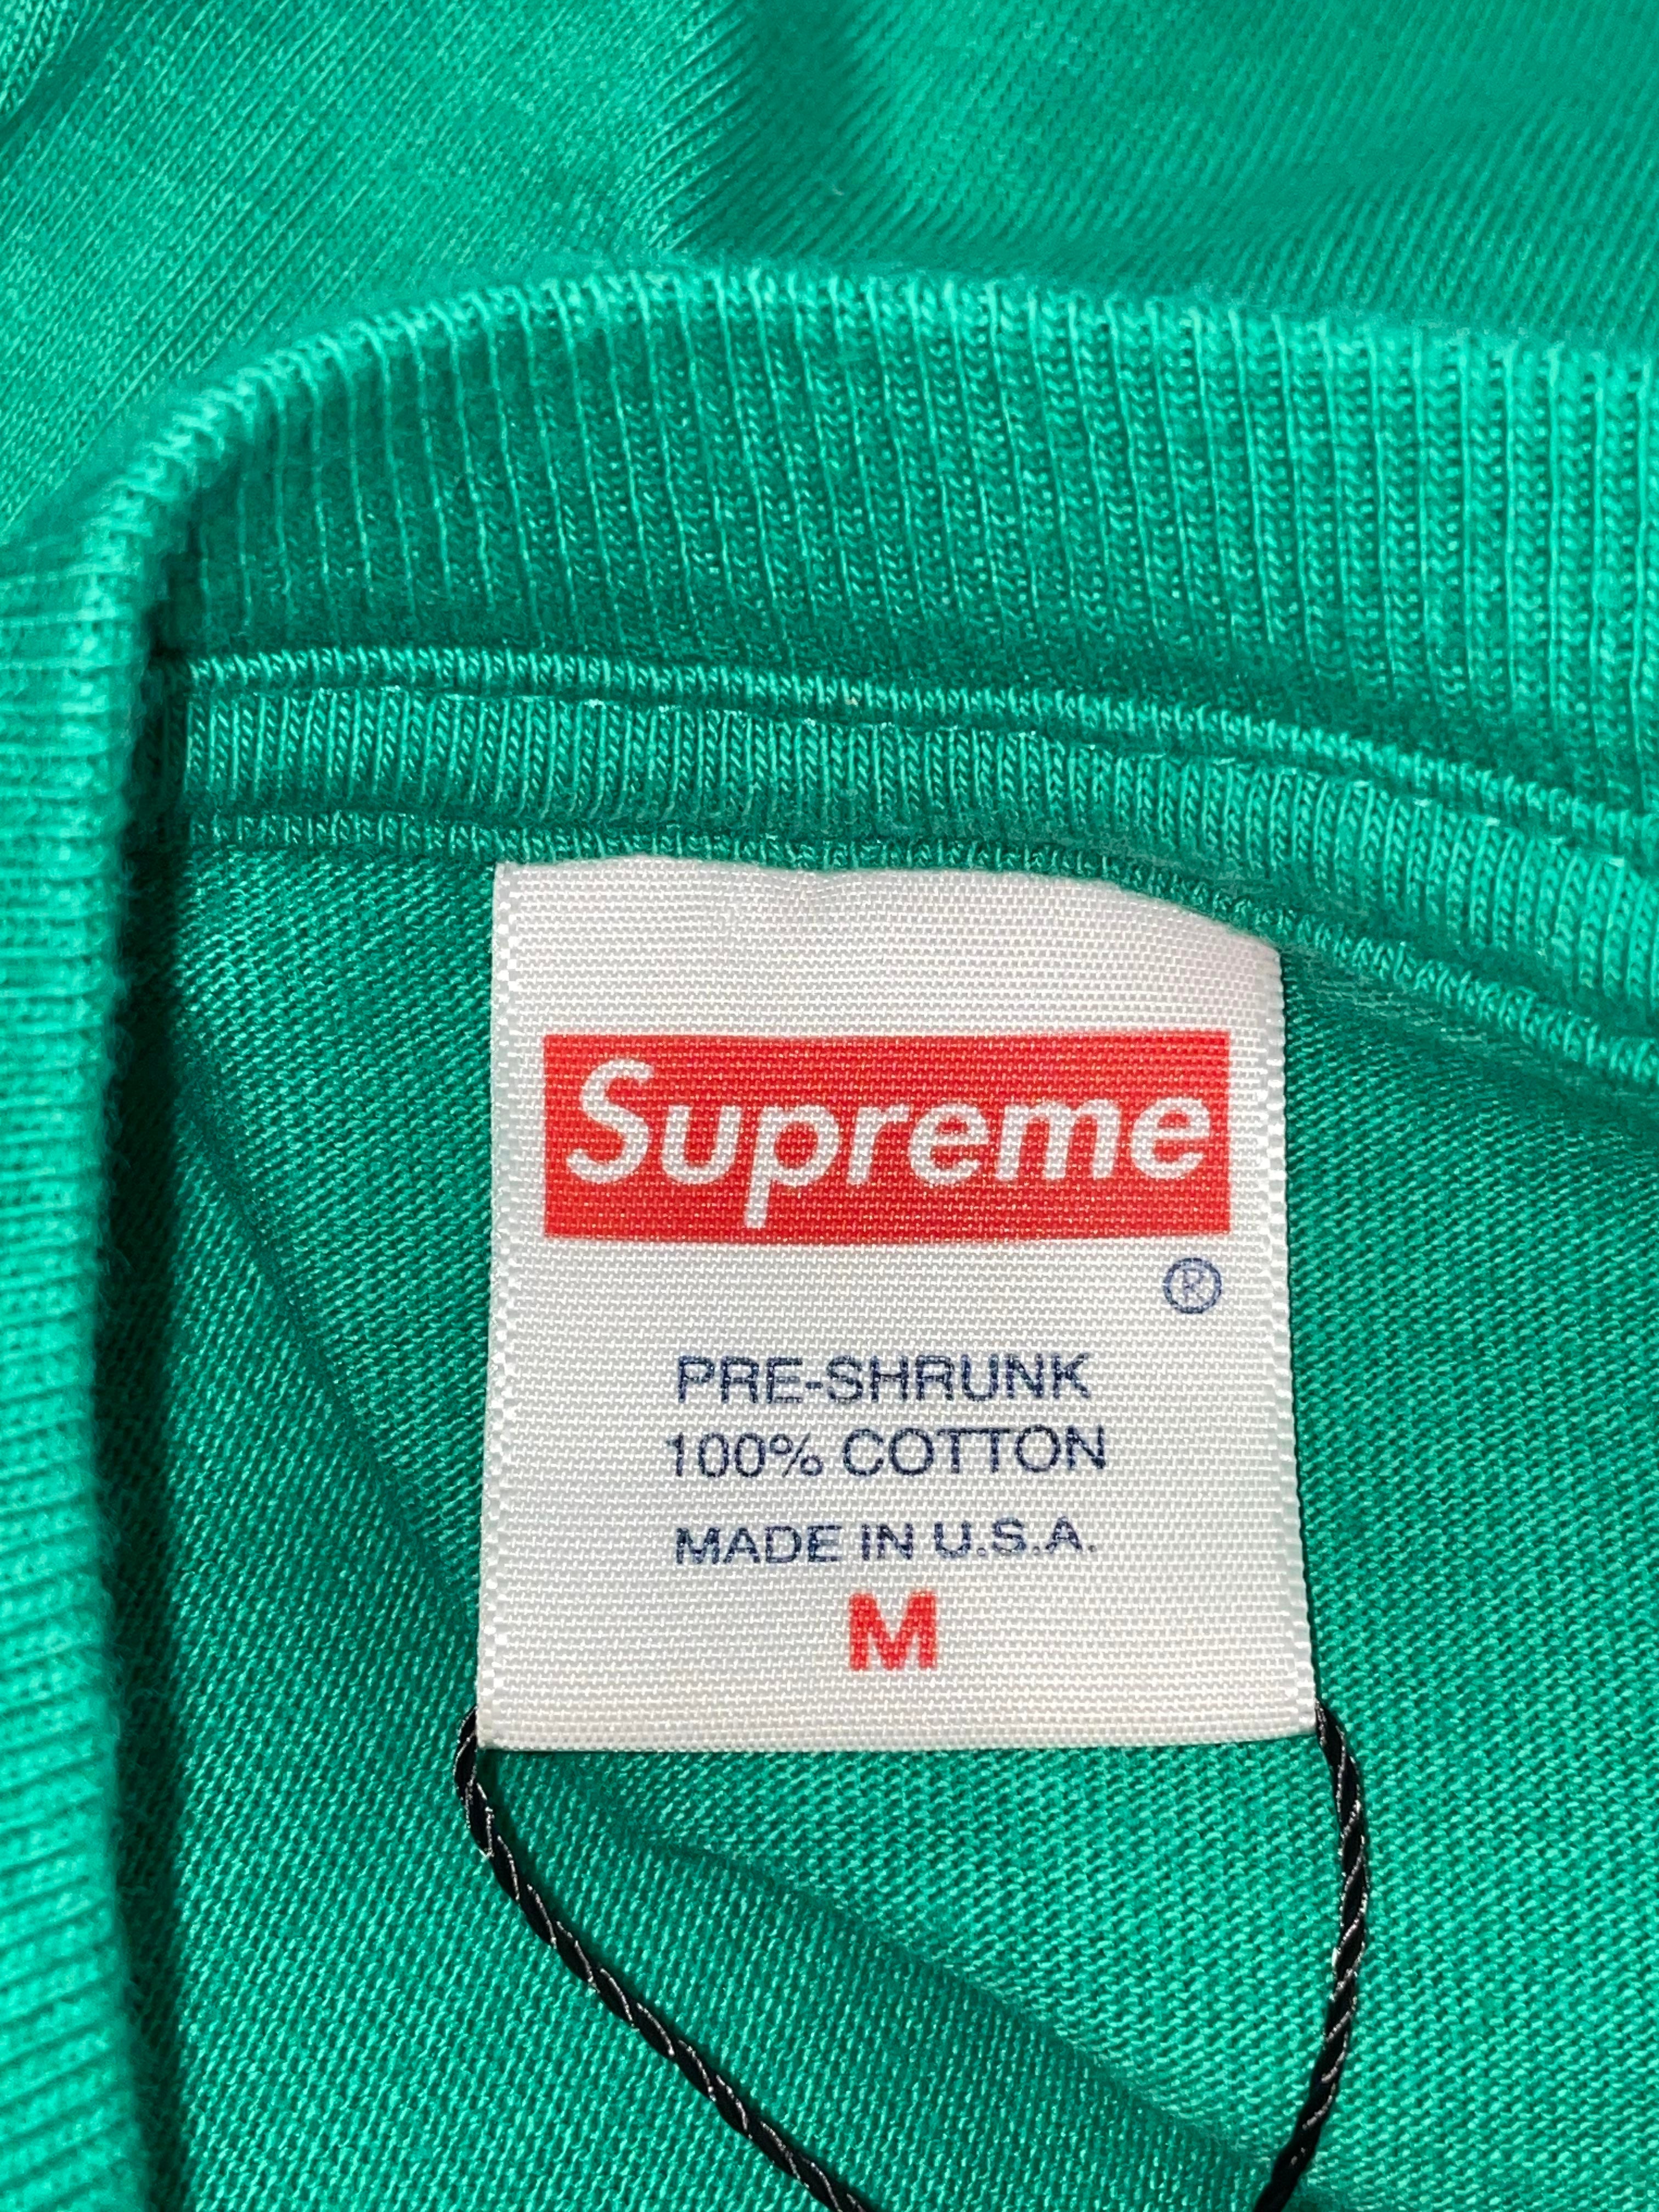 Supreme
®
PRE-SHRUNK
100% COTTON
MADE IN U.S.A.
M